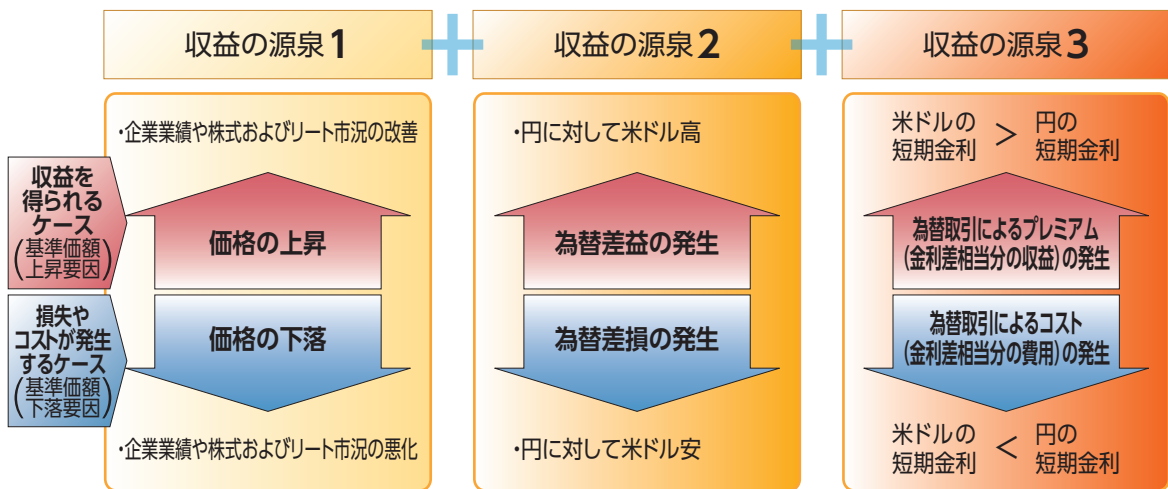 収益の源泉1
+
収益の源泉2
+
収益の源泉3
・企業業績や株式およびリート市況の改善
・円に対して米ドル高
米ドルの
短期金利
>
円の
短期金利
収益を
得られる
ケース
(基準価額
上昇要因)
価格の上昇
為替差益の発生
為替取引によるプレミアム
(金利差相当分の収益)の発生
損失や
コストが発生
するケース
(基準価額
下落要因)
価格の下落
為替差損の発生
為替取引によるコスト
(金利差相当分の費用)の発生
・企業業績や株式およびリート市況の悪化
・円に対して米ドル安
米ドルの
短期金利
<
円の
短期金利